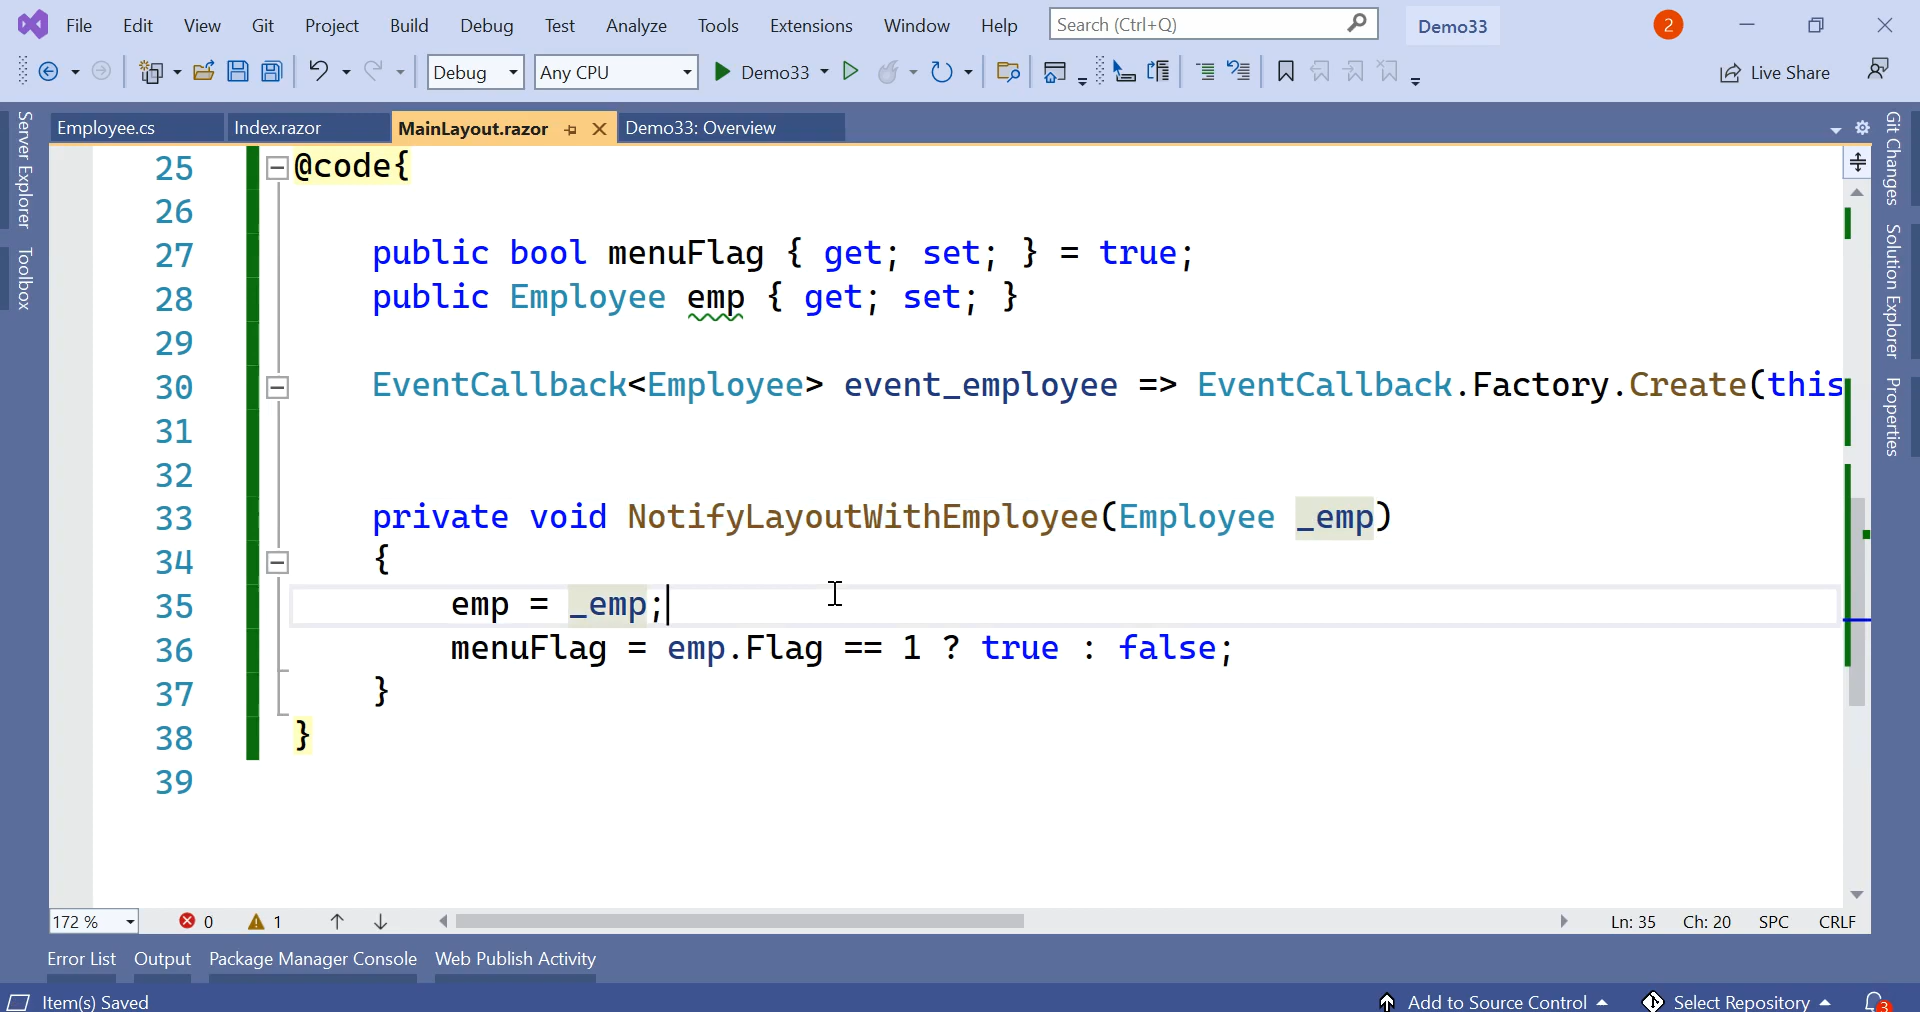 File Edit View Git Project Build Debug Test Analyze Tools Extensions Window Help Search (Ctrl+Q) Demo33 2
Debug Any CPU Demo33 Live Share
Employee.cs Index.razor MainLayout.razor Demo33: Overview
Server Explorer
Toolbox
Git Changes
Solution Explorer
Properties
25 @code{
26
27 public bool menuFlag { get; set; } = true;
28 public Employee emp { get; set; }
29
30 EventCallback<Employee> event_employee => EventCallback.Factory.Create(this
31
32
33 private void NotifyLayoutWithEmployee(Employee _emp)
34 {
35 emp = _emp;
36 menuFlag = emp.Flag == 1 ? true : false;
37 }
38 }
39
172 % 0 1 Ln: 35 Ch: 20 SPC CRLF
Error List Output Package Manager Console Web Publish Activity
Item(s) Saved Add to Source Control Select Repository 3